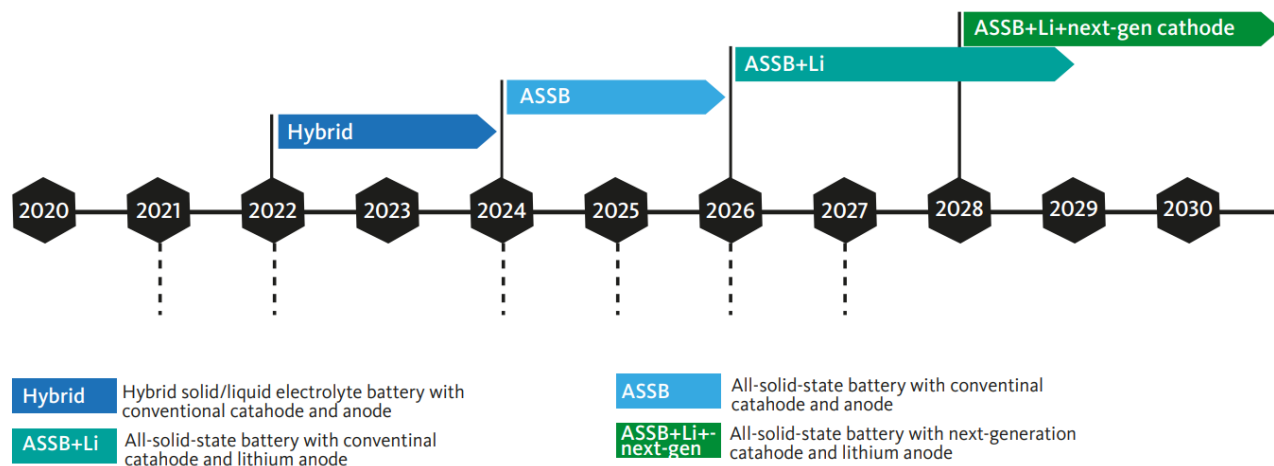 ASSB+Li+next-gen cathode
ASSB+Li
ASSB
Hybrid
2020 2021 2022 2023 2024 2025 2026 2027 2028 2029 2030
Hybrid
Hybrid solid/liquid electrolyte battery with
conventional catahode and anode
ASSB+Li
All-solid-state battery with conventinal
catahode and lithium anode
ASSB
All-solid-state battery with conventinal
catahode and anode
ASSB+Li+-
next-gen
All-solid-state battery with next-generation
catahode and lithium anode